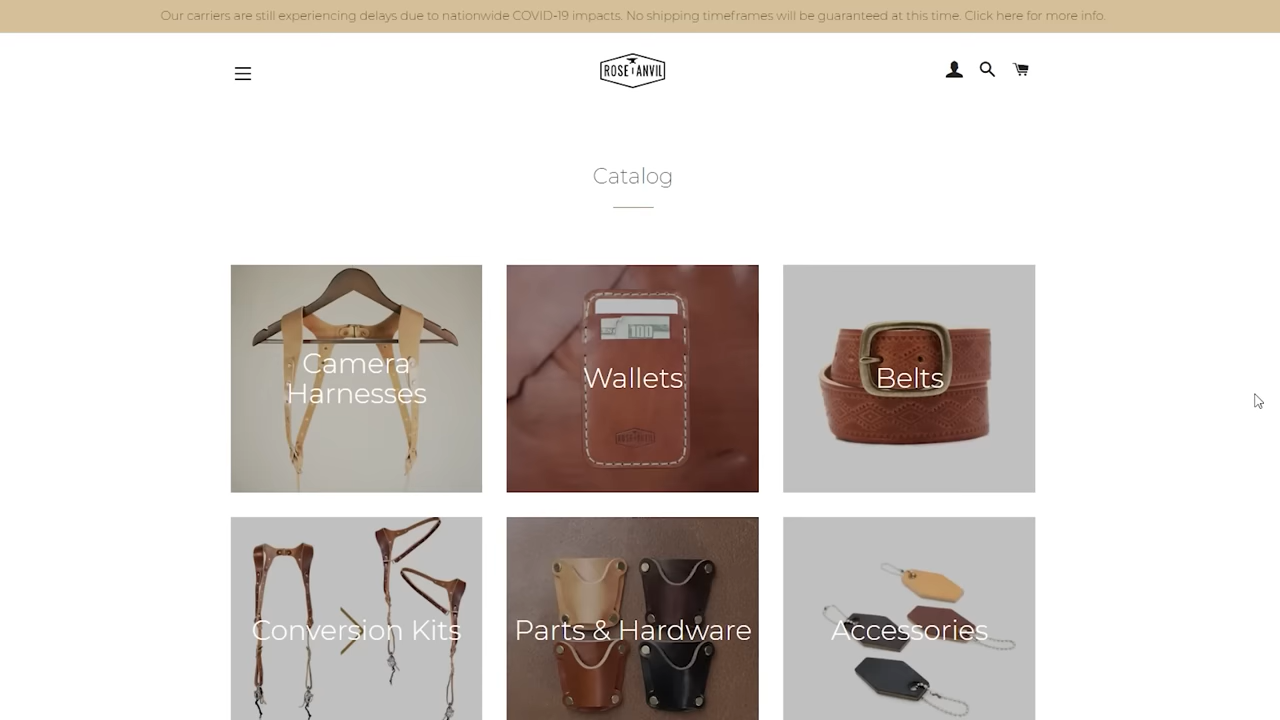 Our carriers are still experiencing delays due to nationwide COVID-19 impacts. No shipping timeframes will be guaranteed at this time. Click here for more info.
ROSE ANVIL
Catalog
Camera
Harnesses
Wallets
100
Belts
Conversion Kits
Parts & Hardware
Accessories